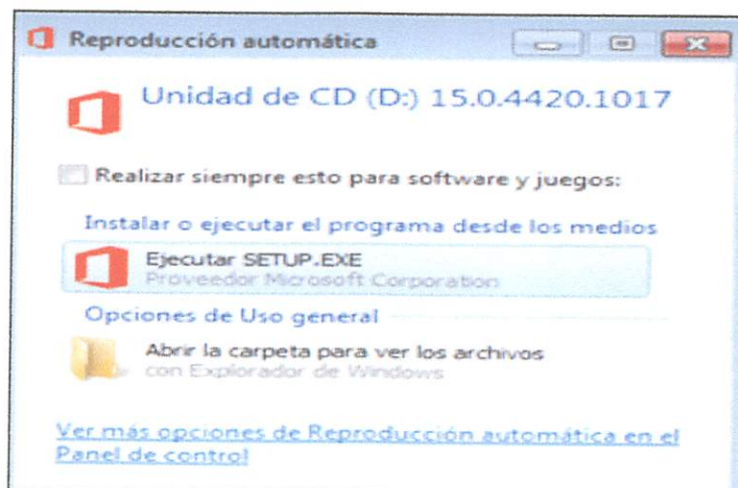 Reproducción automática
Unidad de CD (D:) 15.0.4420.1017
Realizar siempre esto para software y juegos:
Instalar o ejecutar el programa desde los medios
Ejecutar SETUP.EXE
Proveedor Microsoft Corporation
Opciones de Uso general
Abrir la carpeta para ver los archivos
con Explorador de Windows
Ver más opciones de Reproducción automática en el
Panel de control